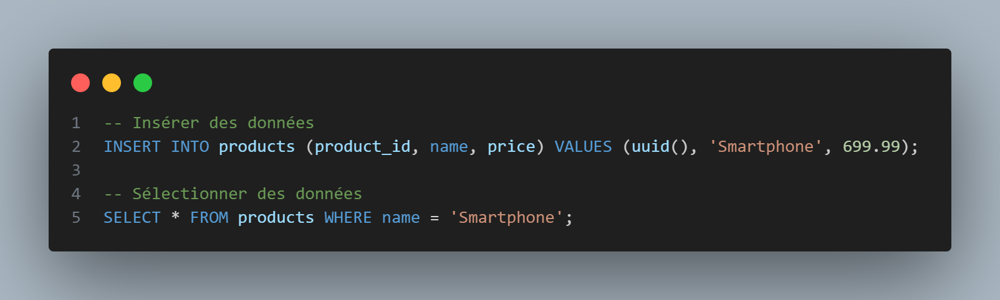 1 -- Insérer des données
2 INSERT INTO products (product_id, name, price) VALUES (uuid(), 'Smartphone', 699.99);
3
4 -- Sélectionner des données
5 SELECT * FROM products WHERE name = 'Smartphone';